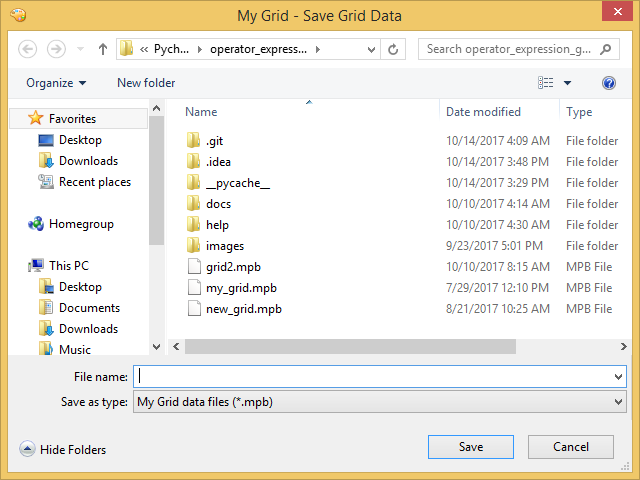 My Grid - Save Grid Data
« Pych... operator_express...
Search operator_expression_g...
Organize New folder
Name Date modified Type
.git 10/14/2017 4:09 AM File folder
.idea 10/14/2017 3:48 PM File folder
__pycache__ 10/14/2017 3:29 PM File folder
docs 10/10/2017 4:14 AM File folder
help 10/10/2017 4:30 AM File folder
images 9/23/2017 5:01 PM File folder
grid2.mpb 10/10/2017 8:15 AM MPB File
my_grid.mpb 7/29/2017 12:10 PM MPB File
new_grid.mpb 8/21/2017 10:25 AM MPB File
Favorites
Desktop
Downloads
Recent places
Homegroup
This PC
Desktop
Documents
Downloads
Music
File name:
Save as type: My Grid data files (*.mpb)
Hide Folders
Save Cancel